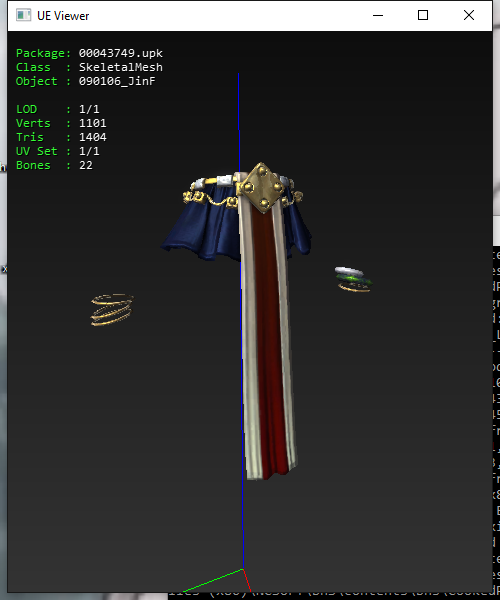 UE Viewer
Package: 00043749.upk
Class  : SkeletalMesh
Object : 090106_JinF
LOD    : 1/1
Verts  : 1101
Tris   : 1404
UV Set : 1/1
Bones  : 22